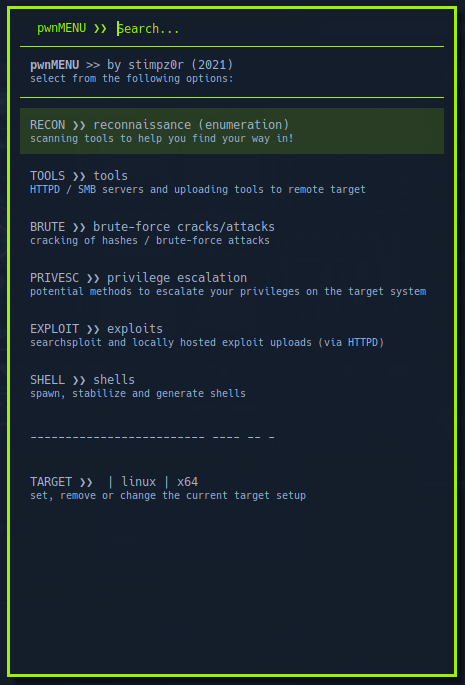 pwnMENU ❯❯ Search...
pwnMENU >> by stimpz0r (2021)
select from the following options:
RECON ❯❯ reconnaissance (enumeration)
scanning tools to help you find your way in!
TOOLS ❯❯ tools
HTTPD / SMB servers and uploading tools to remote target
BRUTE ❯❯ brute-force cracks/attacks
cracking of hashes / brute-force attacks
PRIVESC ❯❯ privilege escalation
potential methods to escalate your privileges on the target system
EXPLOIT ❯❯ exploits
searchsploit and locally hosted exploit uploads (via HTTPD)
SHELL ❯❯ shells
spawn, stabilize and generate shells
------------------------- ---- -- -
TARGET ❯❯  | linux | x64
set, remove or change the current target setup